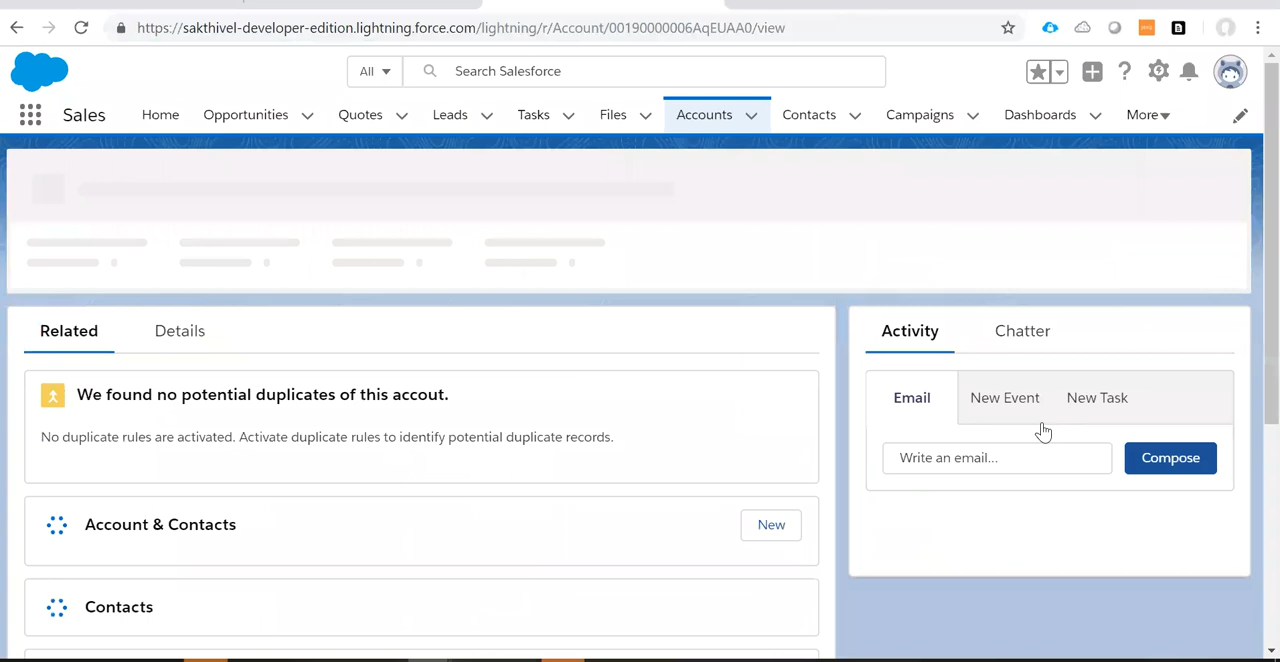 https://sakthivel-developer-edition.lightning.force.com/lightning/r/Account/00190000006AqEUAA0/view
All Search Salesforce
Sales Home Opportunities Quotes Leads Tasks Files Accounts Contacts Campaigns Dashboards More
Related Details
We found no potential duplicates of this accout.
No duplicate rules are activated. Activate duplicate rules to identify potential duplicate records.
Account & Contacts New
Contacts
Activity Chatter
Email New Event New Task
Write an email... Compose